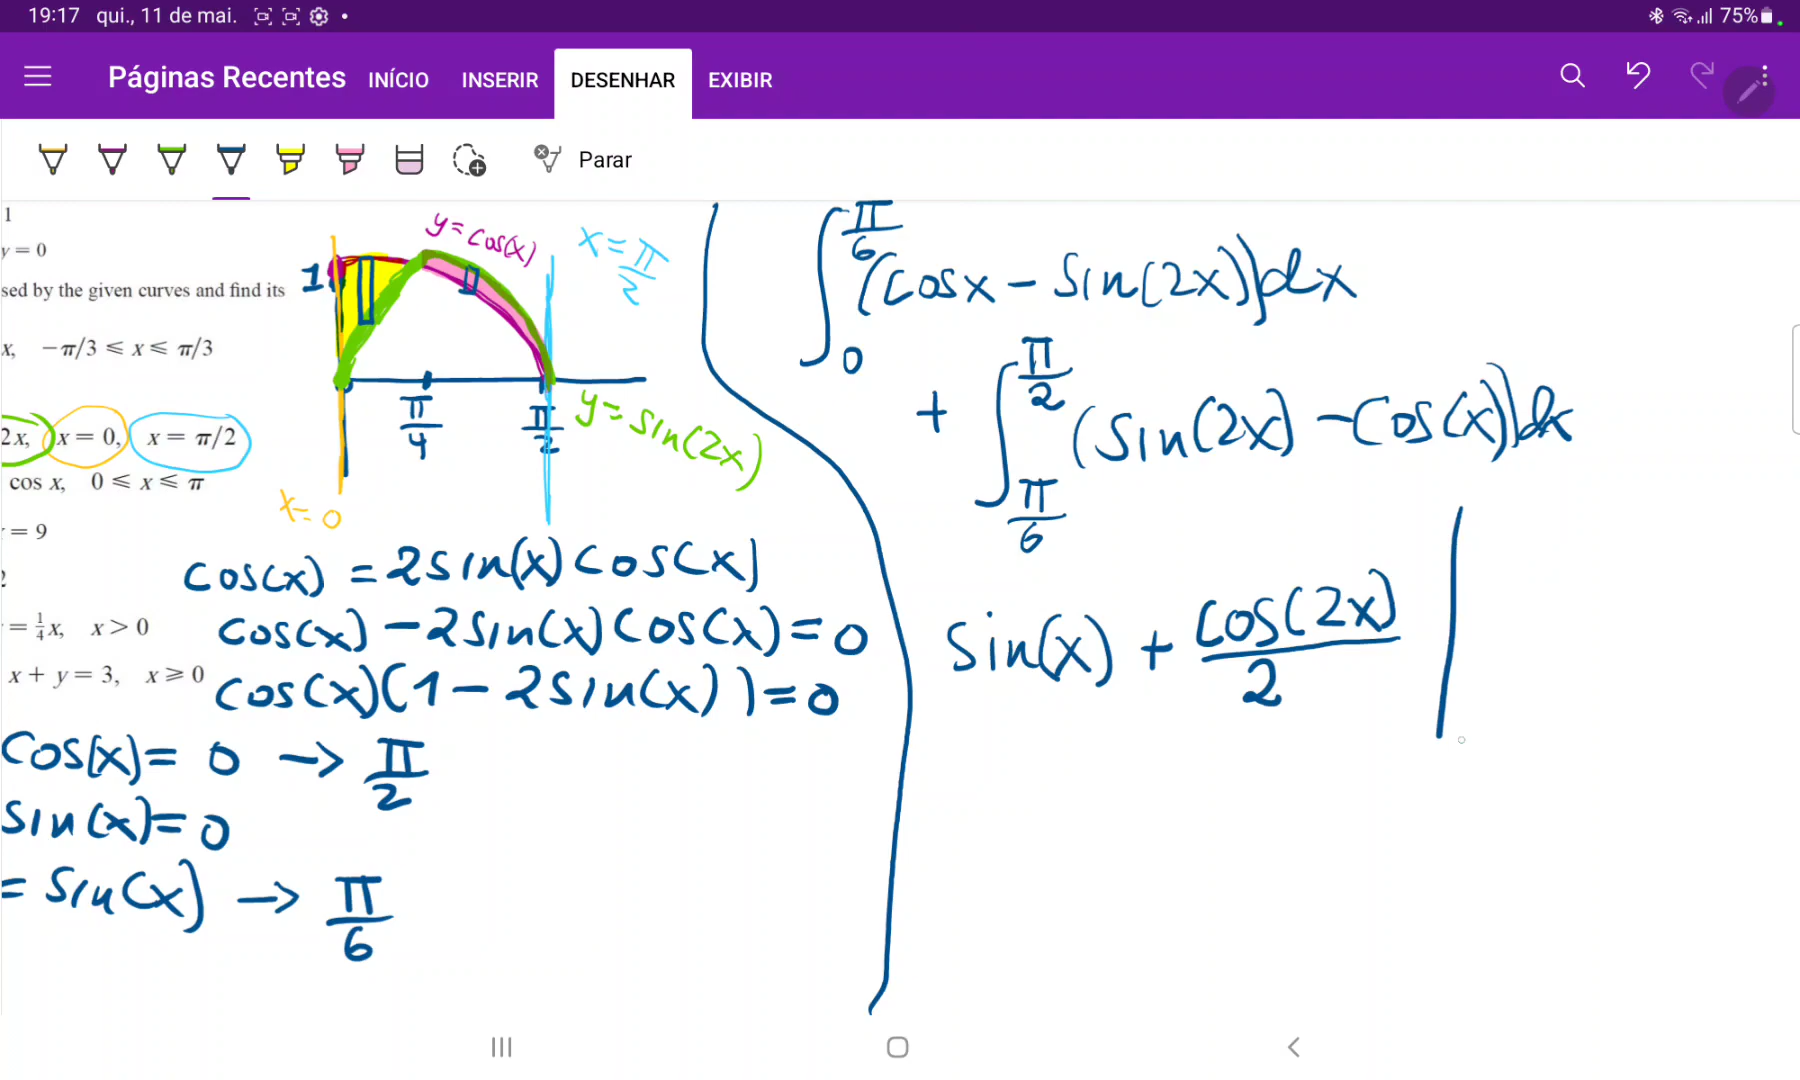 19:17 qui., 11 de mai. 75%
Páginas Recentes INÍCIO INSERIR DESENHAR EXIBIR
Parar
1
y = 0
sed by the given curves and find its
x, −π/3 ⩽ x ⩽ π/3
2x, x = 0, x = π/2
cos x, 0 ⩽ x ⩽ π
= 9
= 1/4 x, x > 0
x + y = 3, x ⩾ 0
y = cos(x)
x = π/2
1
π/4
π/2
y = sin(2x)
x = 0
cos(x) = 2sin(x)cos(x)
cos(x) − 2sin(x)cos(x) = 0
cos(x)(1 − 2sin(x)) = 0
cos(x) = 0 → π/2
sin(x) = 0
= sin(x) → π/6
∫_0^{π/6} (cosx − sin(2x))dx
+ ∫_{π/6}^{π/2} (sin(2x) − cos(x))dx
sin(x) + cos(2x)/2 |